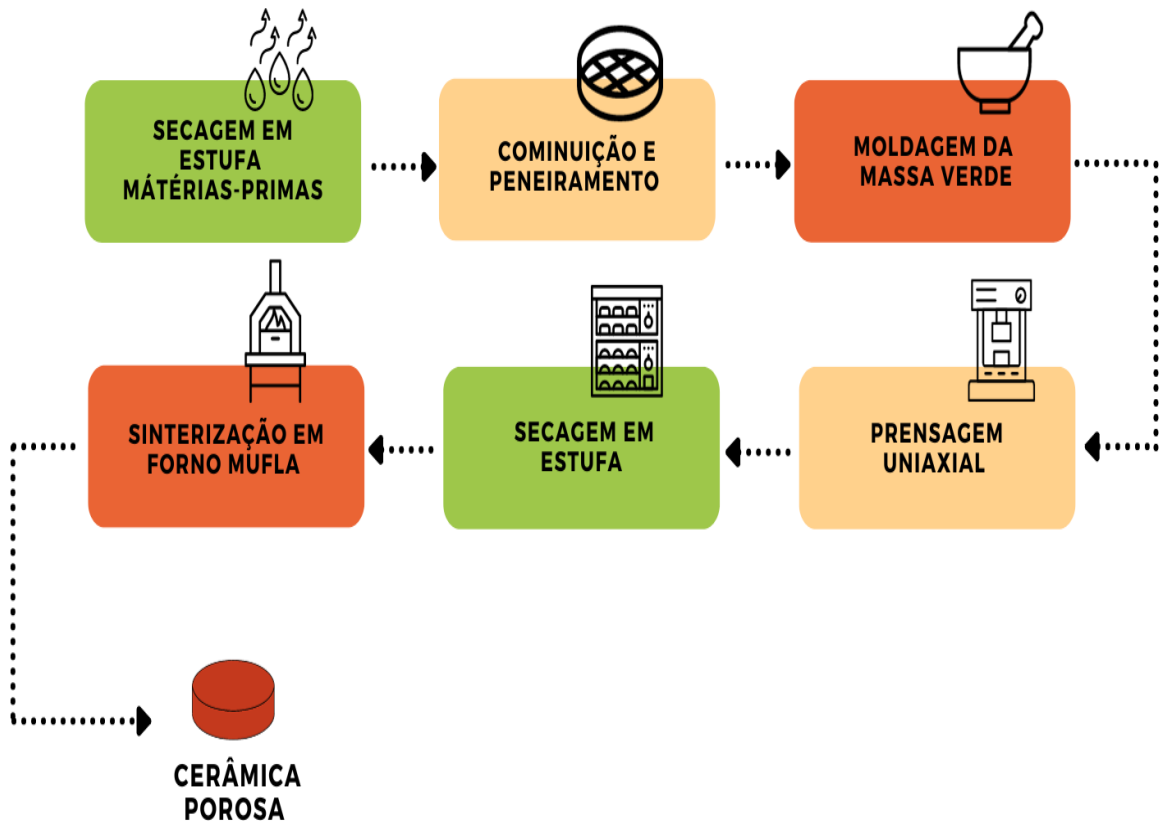 SECAGEM EM
ESTUFA
MÁTÉRIAS-PRIMAS
COMINUIÇÃO E
PENEIRAMENTO
MOLDAGEM DA
MASSA VERDE
PRENSAGEM
UNIAXIAL
SECAGEM EM
ESTUFA
SINTERIZAÇÃO EM
FORNO MUFLA
CERÂMICA
POROSA